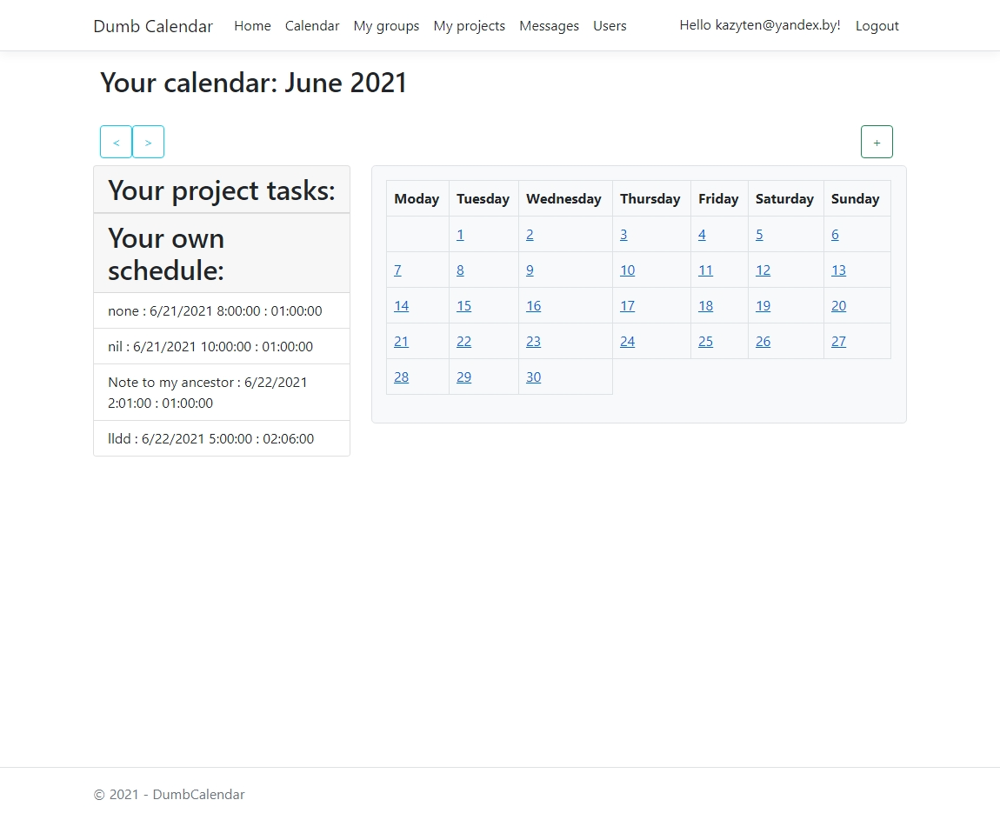 Dumb Calendar Home Calendar My groups My projects Messages Users Hello kazyten@yandex.by! Logout
Your calendar: June 2021
< > +
Your project tasks:
Your own
schedule:
none : 6/21/2021 8:00:00 : 01:00:00
nil : 6/21/2021 10:00:00 : 01:00:00
Note to my ancestor : 6/22/2021
2:01:00 : 01:00:00
lldd : 6/22/2021 5:00:00 : 02:06:00
Moday Tuesday Wednesday Thursday Friday Saturday Sunday
1 2 3 4 5 6
7 8 9 10 11 12 13
14 15 16 17 18 19 20
21 22 23 24 25 26 27
28 29 30
© 2021 - DumbCalendar